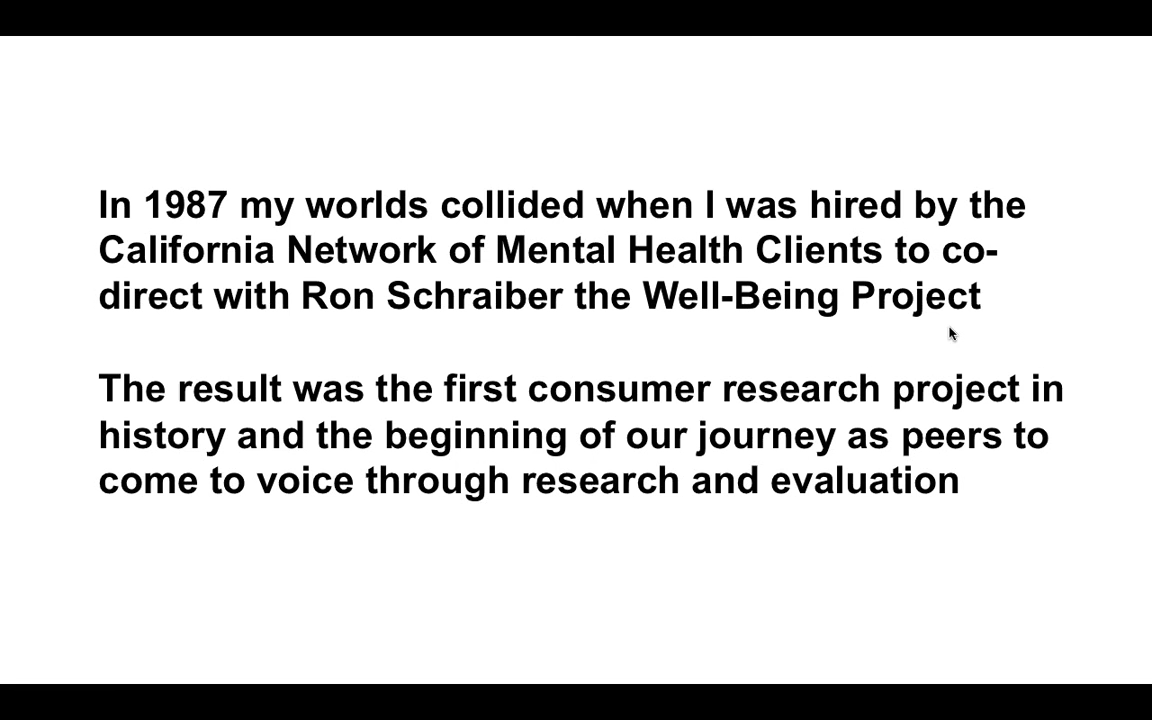 In 1987 my worlds collided when I was hired by the
California Network of Mental Health Clients to co-
direct with Ron Schraiber the Well-Being Project
The result was the first consumer research project in
history and the beginning of our journey as peers to
come to voice through research and evaluation